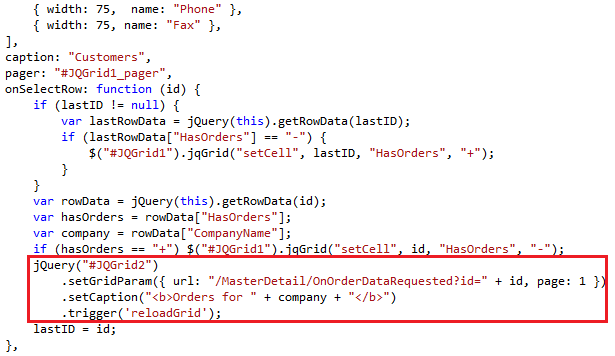 { width: 75,  name: "Phone" },
{ width: 75, name: "Fax" },
],
caption: "Customers",
pager: "#JQGrid1_pager",
onSelectRow: function (id) {
if (lastID != null) {
var lastRowData = jQuery(this).getRowData(lastID);
if (lastRowData["HasOrders"] == "-") {
$("#JQGrid1").jqGrid("setCell", lastID, "HasOrders", "+");
}
}
var rowData = jQuery(this).getRowData(id);
var hasOrders = rowData["HasOrders"];
var company = rowData["CompanyName"];
if (hasOrders == "+") $("#JQGrid1").jqGrid("setCell", id, "HasOrders", "-");
jQuery("#JQGrid2")
.setGridParam({ url: "/MasterDetail/OnOrderDataRequested?id=" + id, page: 1 })
.setCaption("<b>Orders for " + company + "</b>")
.trigger('reloadGrid');
lastID = id;
},